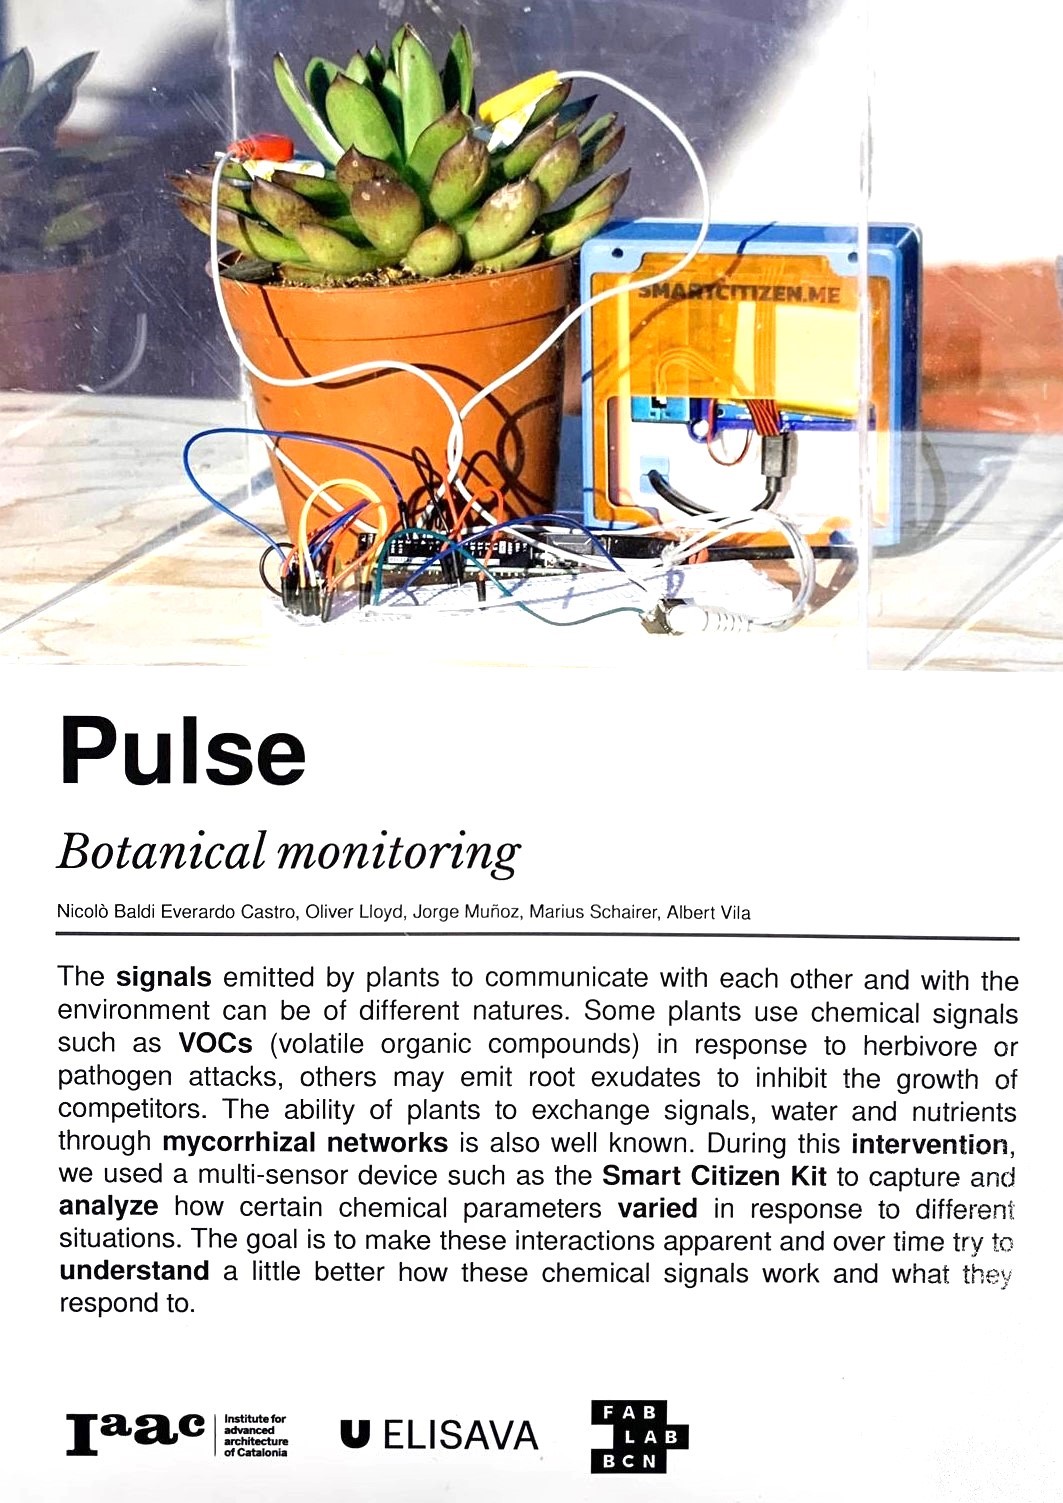 SMARTCITIZEN.ME
Pulse
Botanical monitoring
Nicolò Baldi Everardo Castro, Oliver Lloyd, Jorge Muñoz, Marius Schairer, Albert Vila
The signals emitted by plants to communicate with each other and with the
environment can be of different natures. Some plants use chemical signals
such as VOCs (volatile organic compounds) in response to herbivore or
pathogen attacks, others may emit root exudates to inhibit the growth of
competitors. The ability of plants to exchange signals, water and nutrients
through mycorrhizal networks is also well known. During this intervention,
we used a multi-sensor device such as the Smart Citizen Kit to capture and
analyze how certain chemical parameters varied in response to different
situations. The goal is to make these interactions apparent and over time try to
understand a little better how these chemical signals work and what they
respond to.
Iaac
Institute for
advanced
architecture
of Catalonia
U ELISAVA
FAB
LAB
BCN